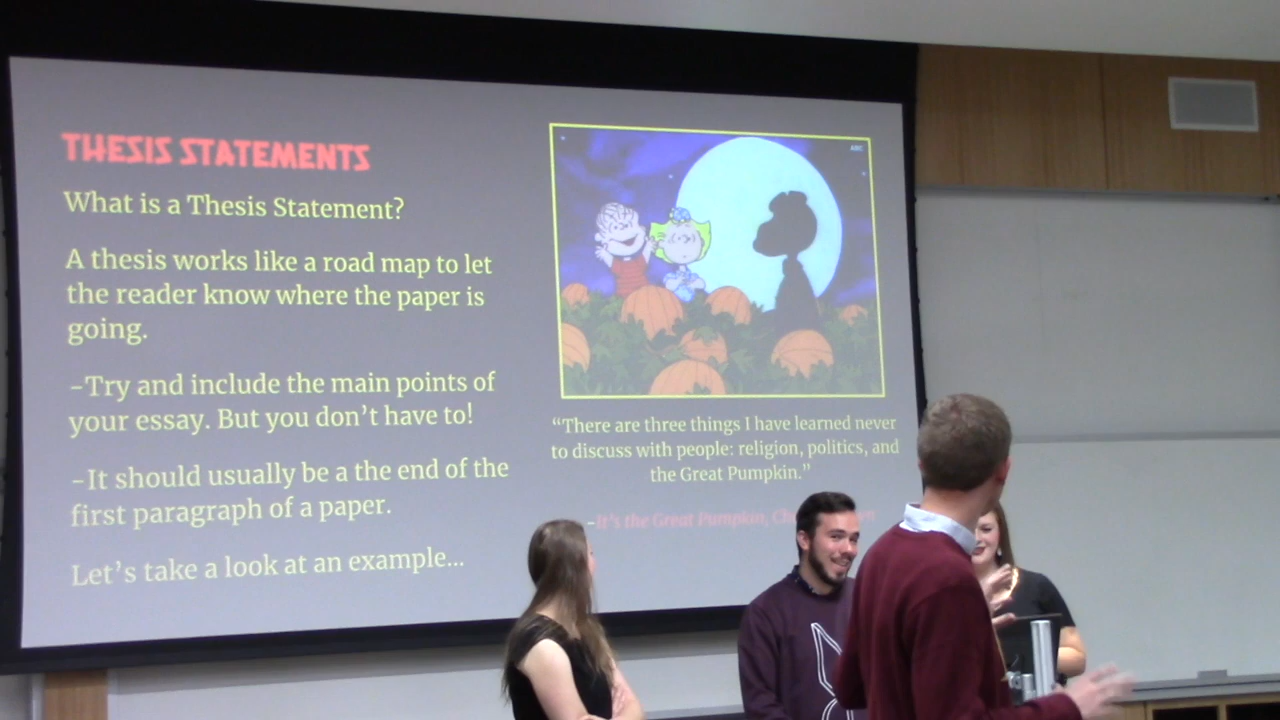 THESIS STATEMENTS
What is a Thesis Statement?
A thesis works like a road map to let
the reader know where the paper is
going.
-Try and include the main points of
your essay. But you don't have to!
-It should usually be a the end of the
first paragraph of a paper.
Let's take a look at an example...
ABC
"There are three things I have learned never
to discuss with people: religion, politics, and
the Great Pumpkin."
-It's the Great Pumpkin,